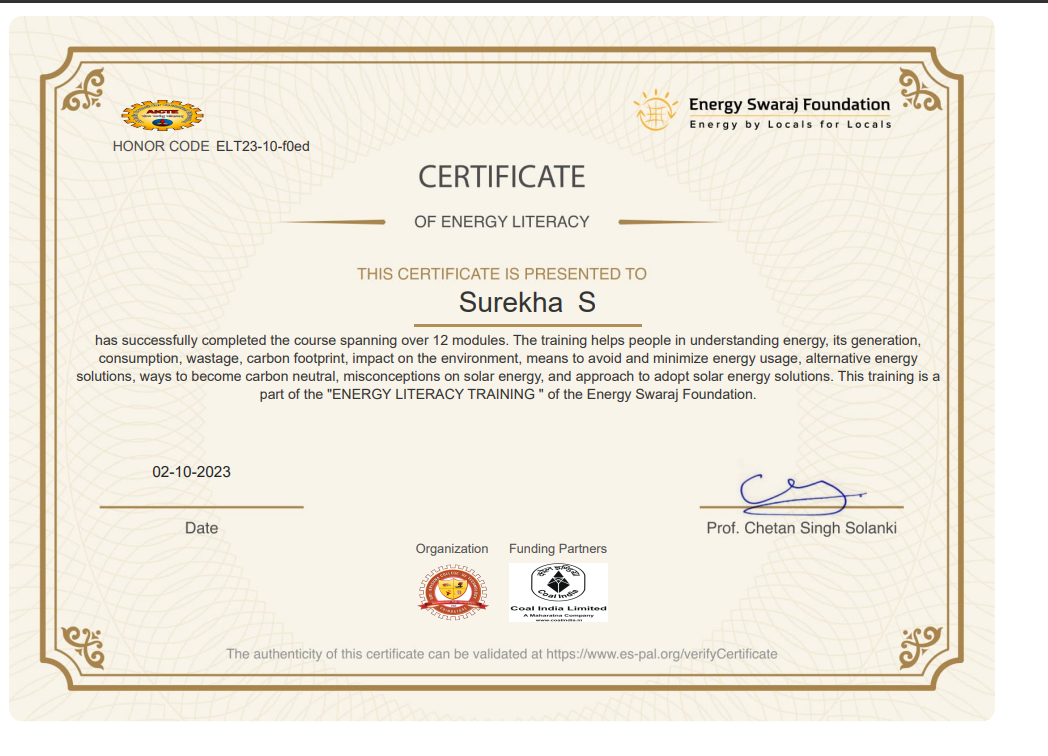 AICTE
Energy Swaraj Foundation
Energy by Locals for Locals
HONOR CODE ELT23-10-f0ed
CERTIFICATE
OF ENERGY LITERACY
THIS CERTIFICATE IS PRESENTED TO
Surekha S
has successfully completed the course spanning over 12 modules. The training helps people in understanding energy, its generation,
consumption, wastage, carbon footprint, impact on the environment, means to avoid and minimize energy usage, alternative energy
solutions, ways to become carbon neutral, misconceptions on solar energy, and approach to adopt solar energy solutions. This training is a
part of the "ENERGY LITERACY TRAINING " of the Energy Swaraj Foundation.
02-10-2023
Date
Prof. Chetan Singh Solanki
Organization
Funding Partners
Coal India
Coal India Limited
A Maharatna Company
www.coalindia.in
The authenticity of this certificate can be validated at https://www.es-pal.org/verifyCertificate